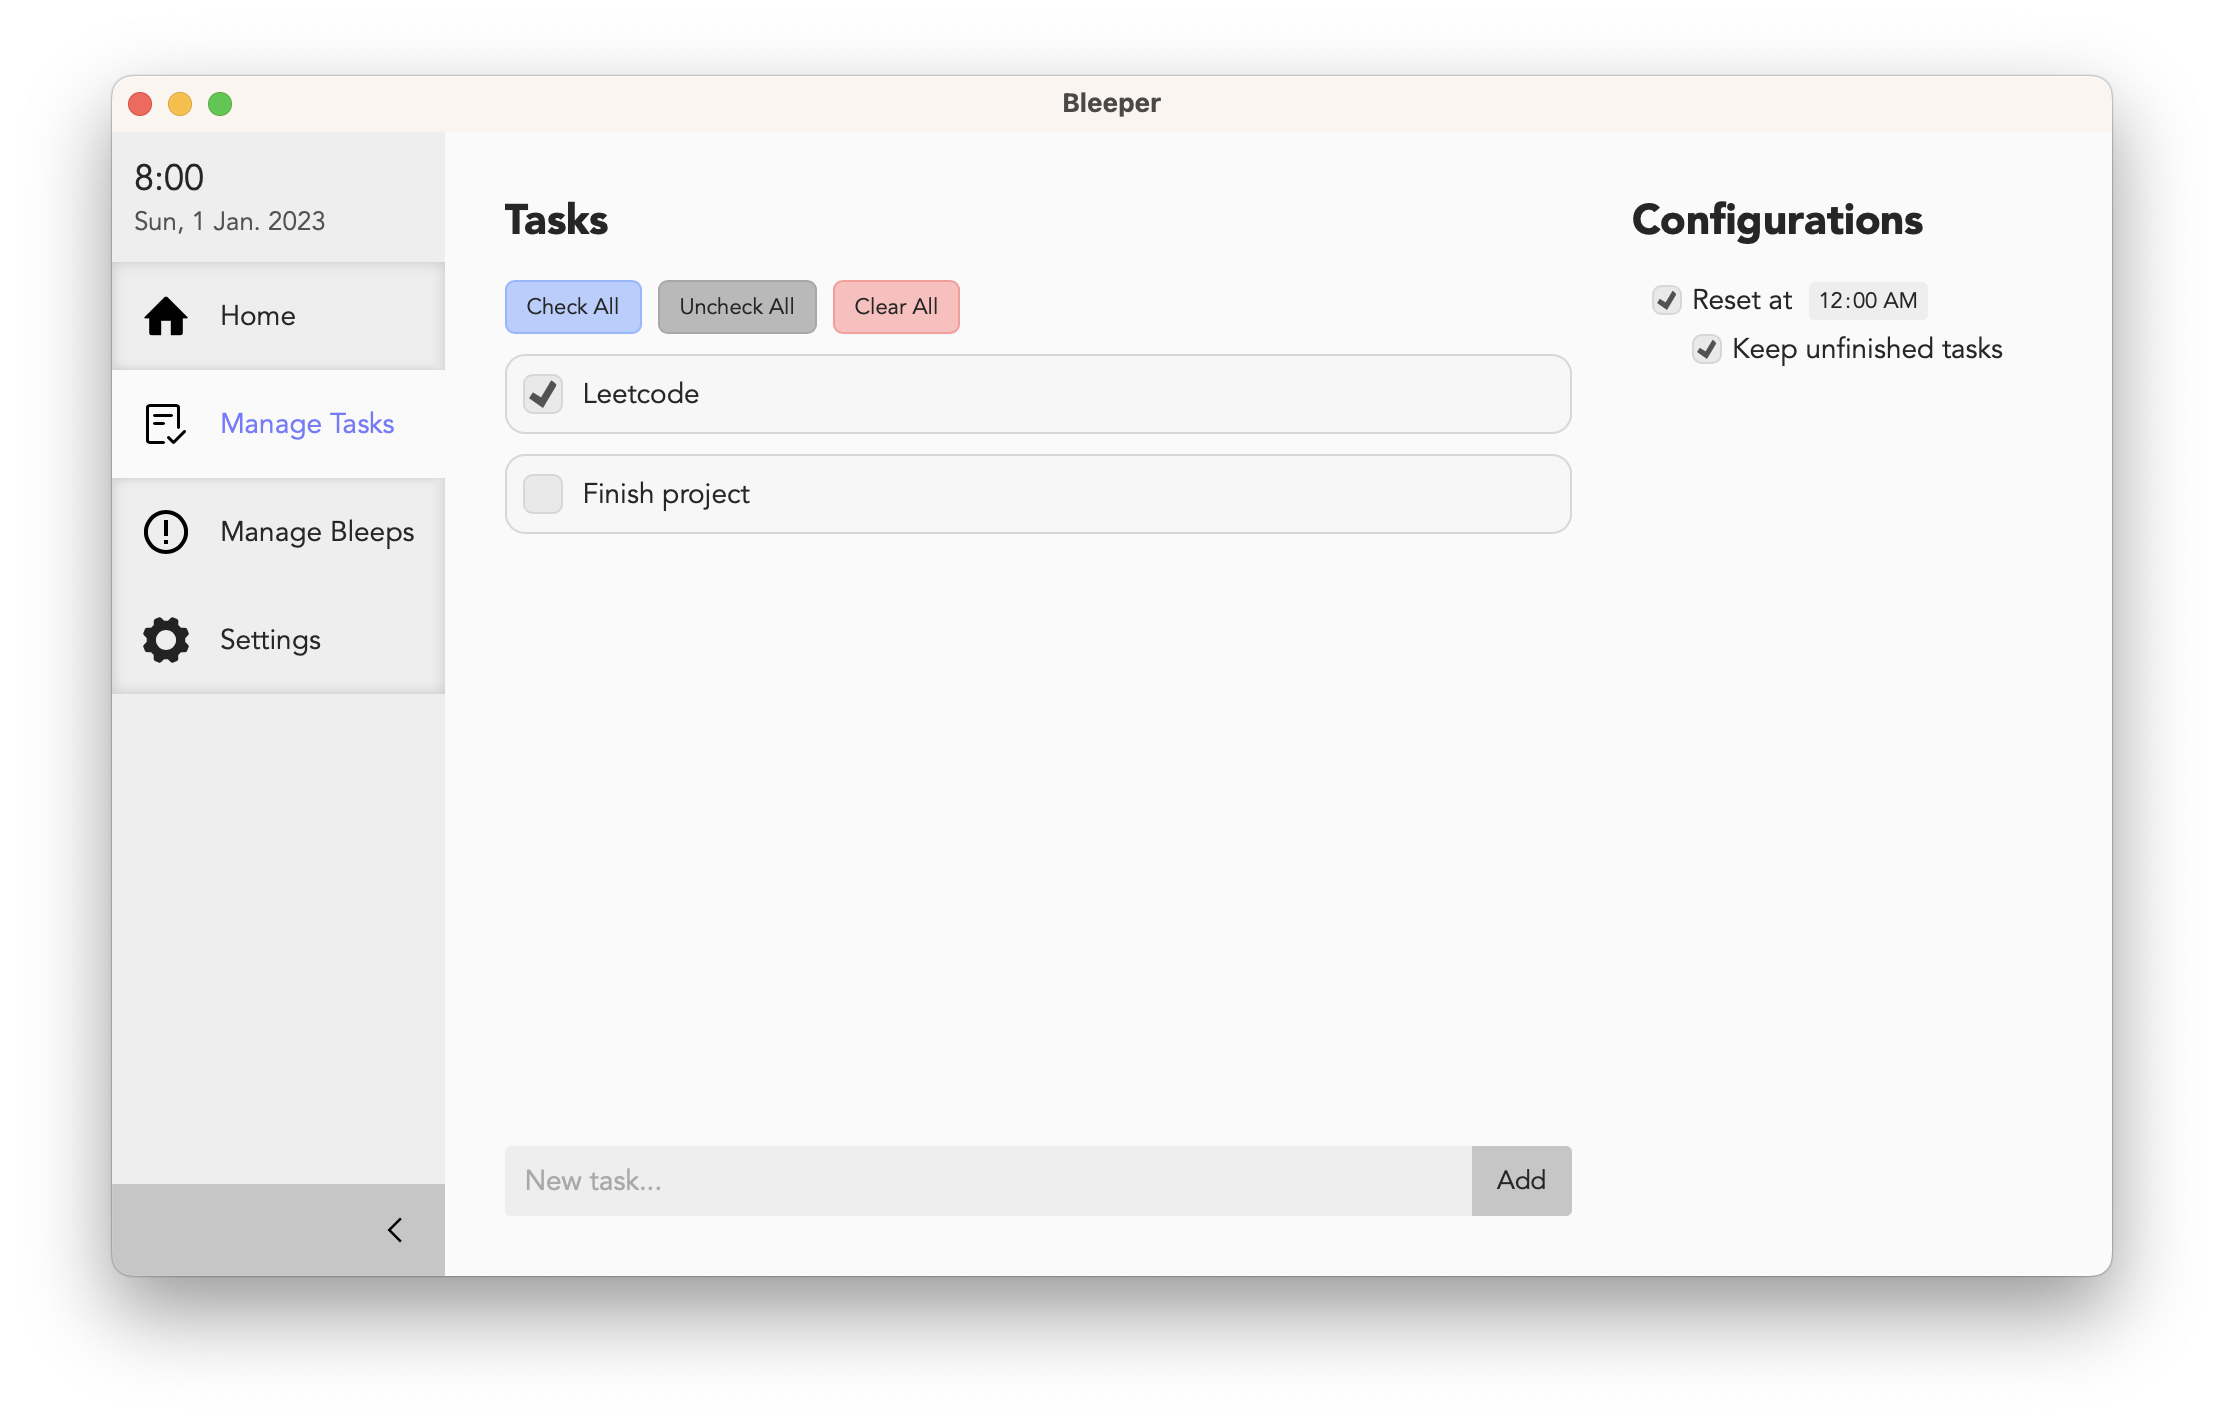 Bleeper
8:00
Sun, 1 Jan. 2023
Home
Manage Tasks
Manage Bleeps
Settings
Tasks
Check All
Uncheck All
Clear All
Leetcode
Finish project
New task...
Add
Configurations
Reset at 12:00 AM
Keep unfinished tasks